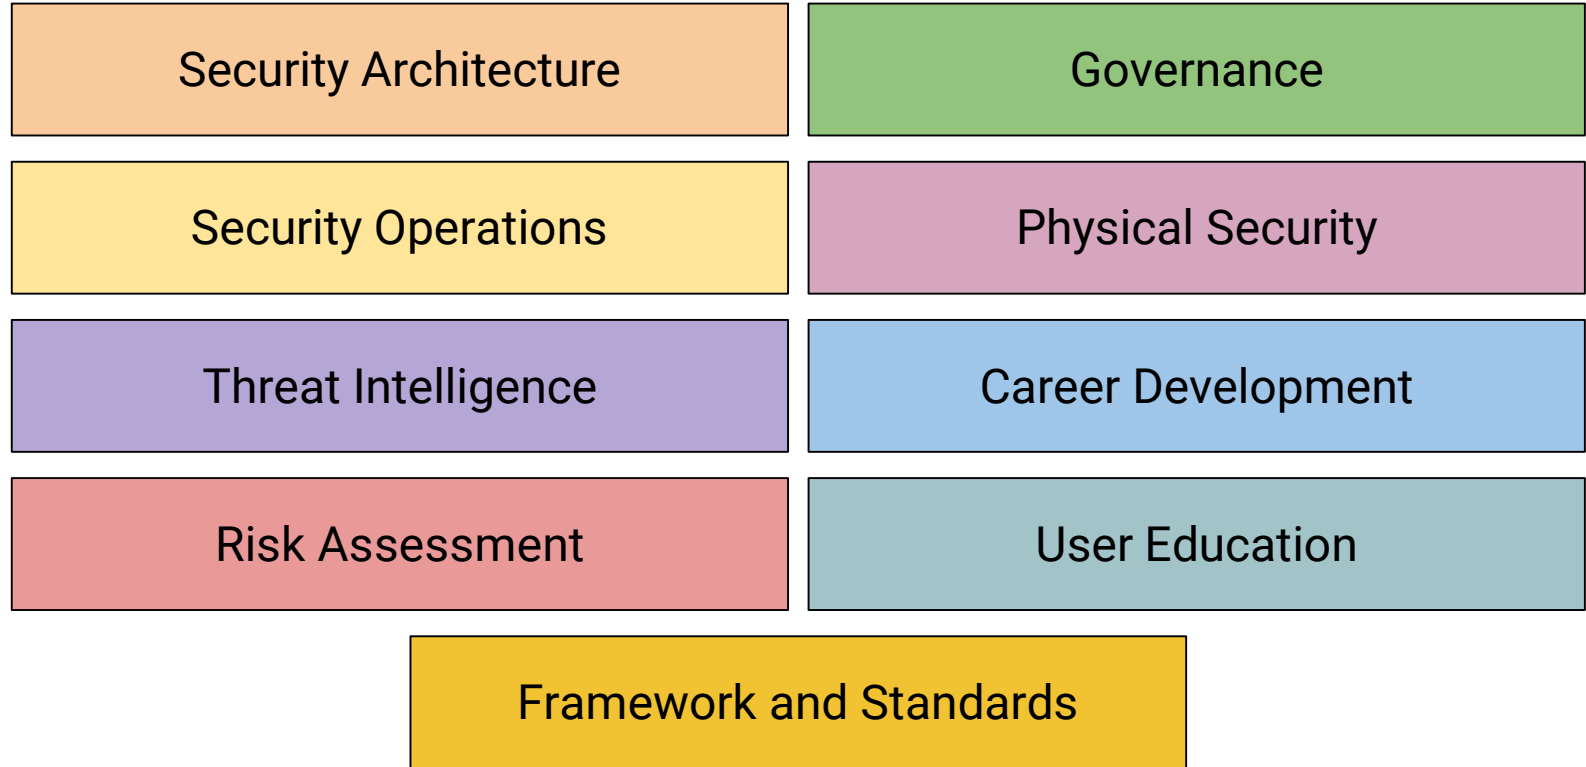 Security Architecture
Governance
Security Operations
Physical Security
Threat Intelligence
Career Development
Risk Assessment
User Education
Framework and Standards